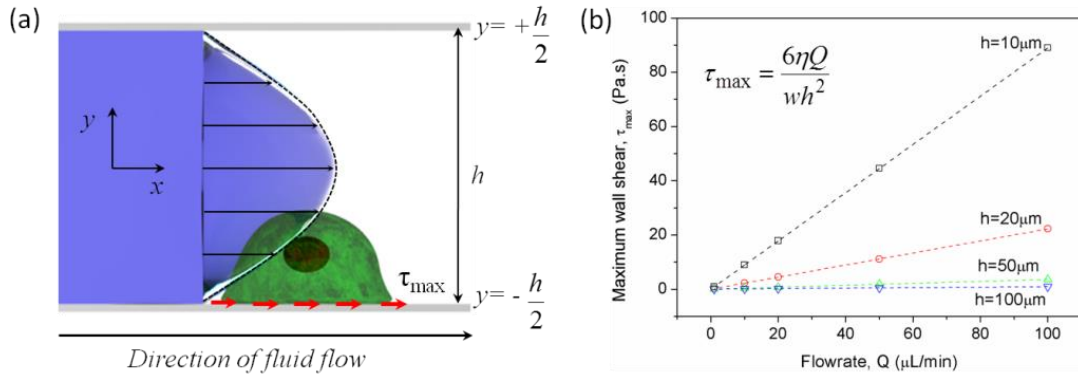 (a)
y= + h/2
y
x
h
τmax
y= - h/2
Direction of fluid flow
(b)
τmax = 6ηQ/wh²
h=10μm
h=20μm
h=50μm
h=100μm
Maximum wall shear, τmax (Pa.s)
100
80
60
40
20
0
0 20 40 60 80 100
Flowrate, Q (μL/min)